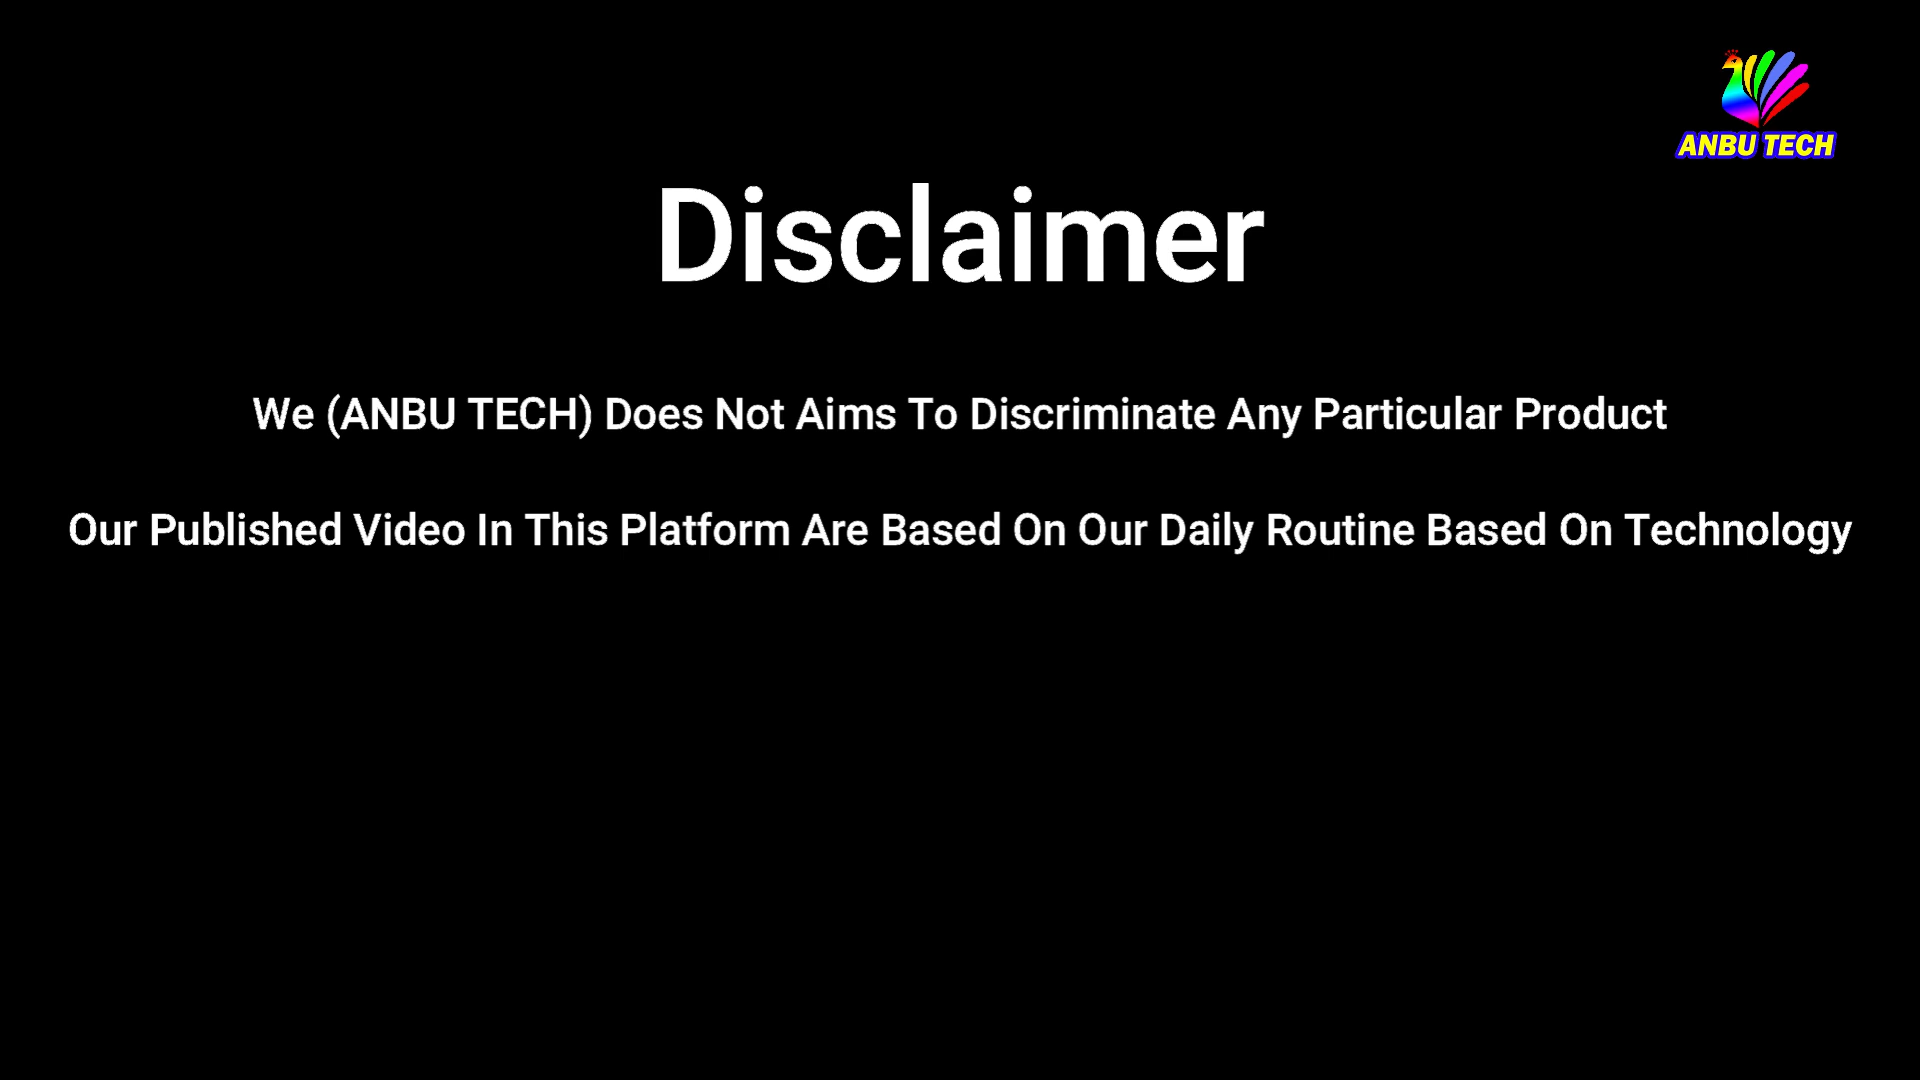 ANBU TECH
Disclaimer
We (ANBU TECH) Does Not Aims To Discriminate Any Particular Product
Our Published Video In This Platform Are Based On Our Daily Routine Based On Technology